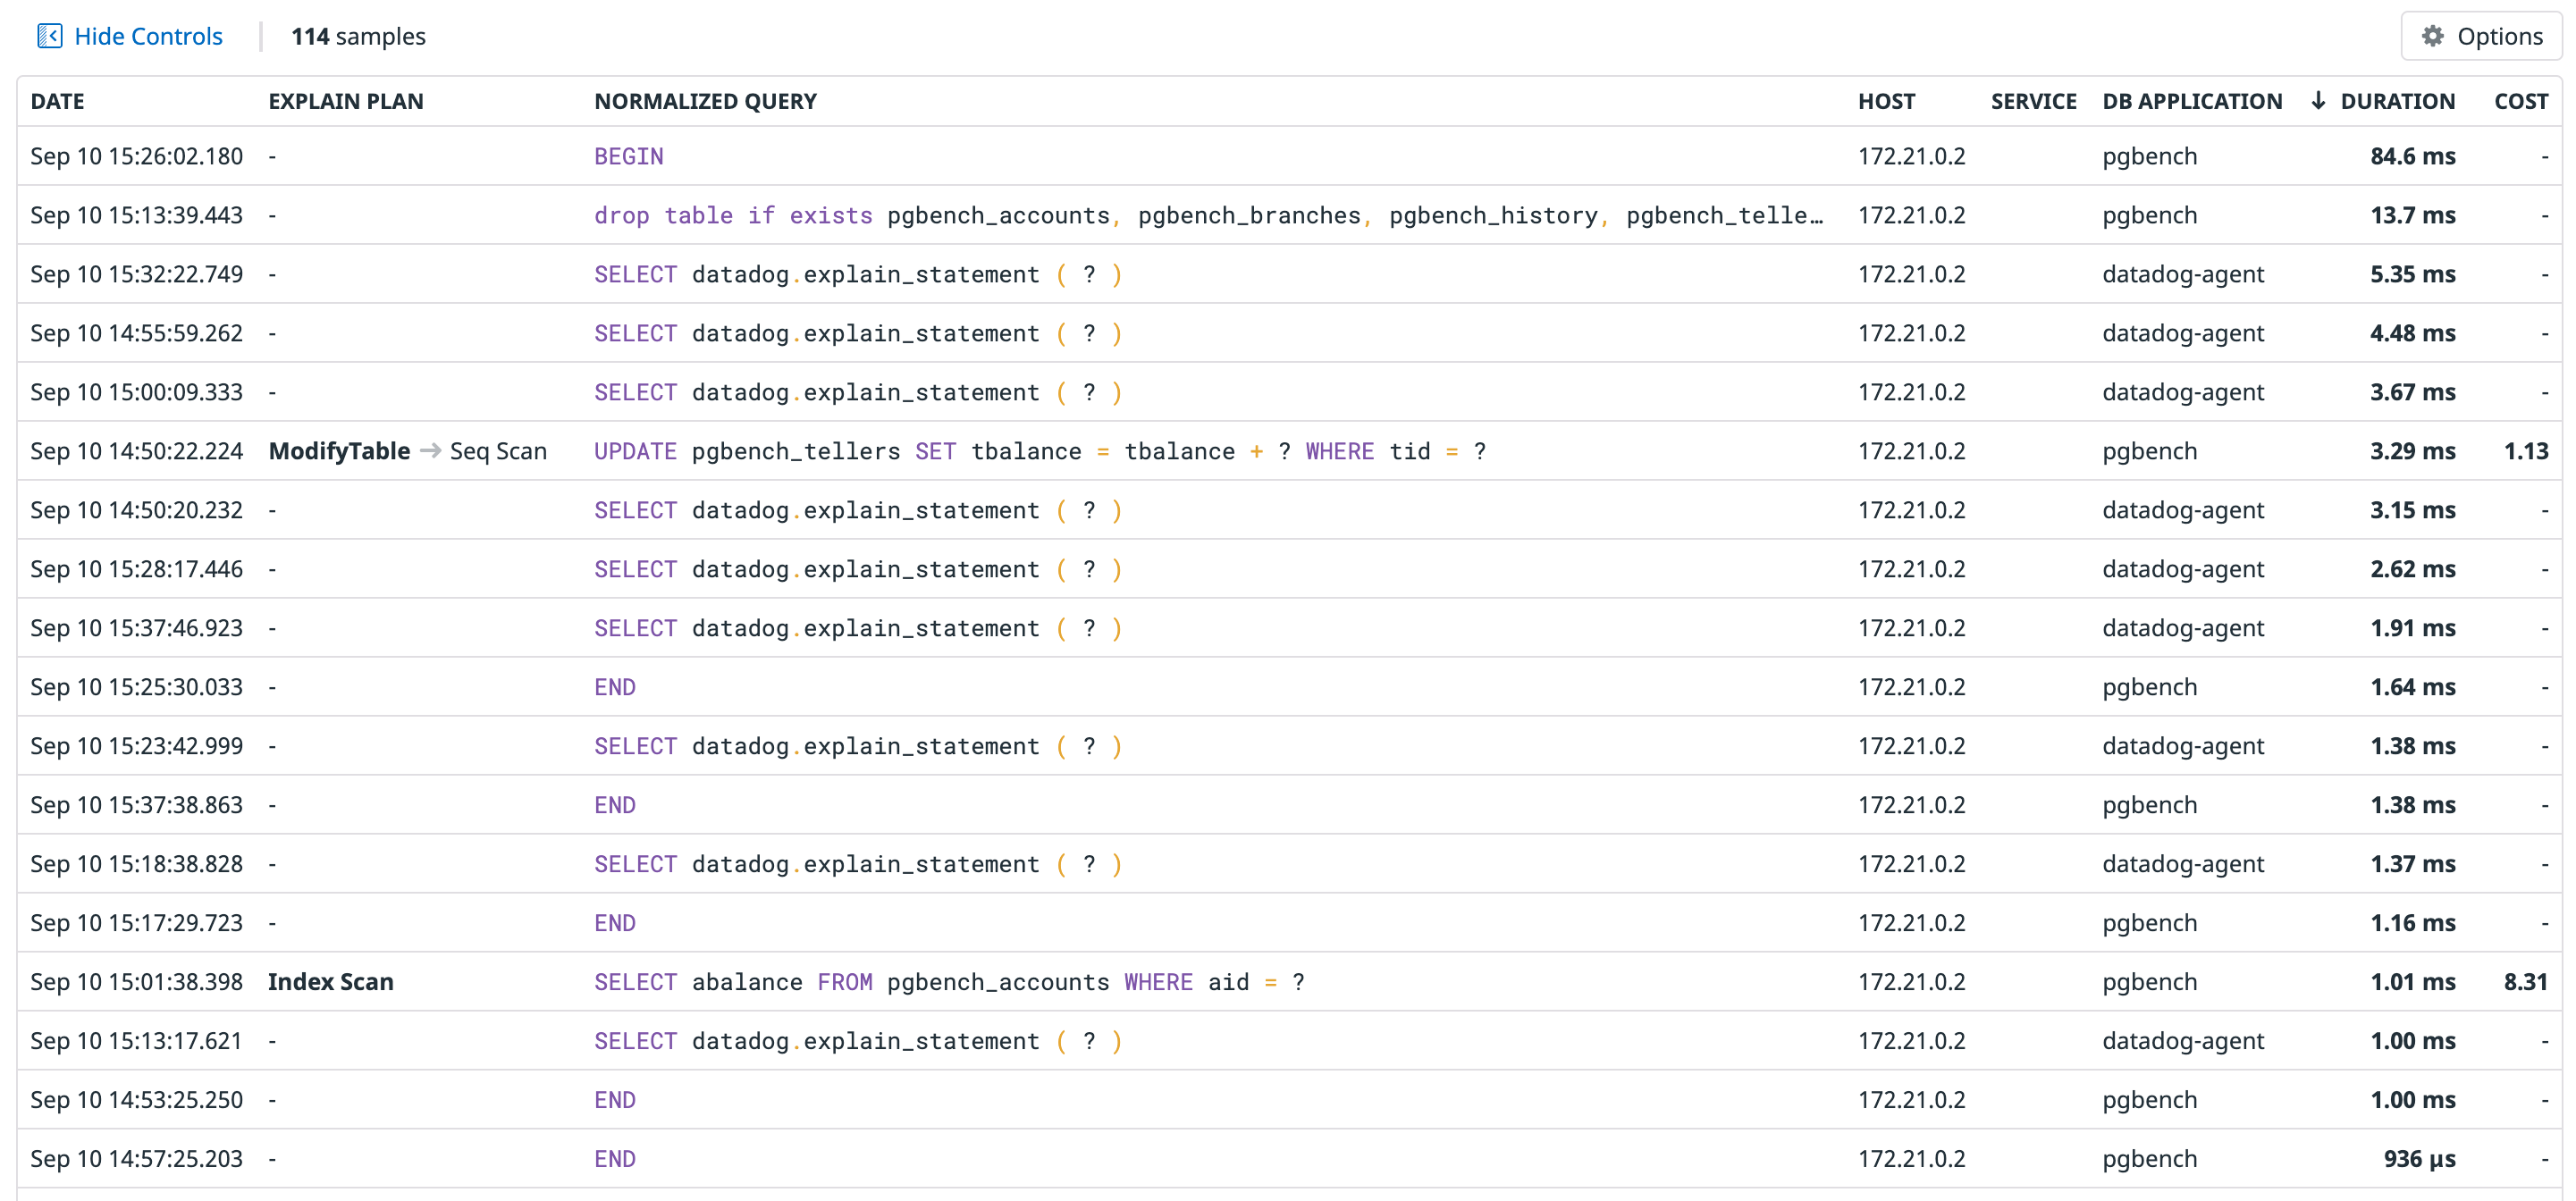 Hide Controls 114 samples Options
DATE EXPLAIN PLAN NORMALIZED QUERY HOST SERVICE DB APPLICATION ↓ DURATION COST
Sep 10 15:26:02.180 - BEGIN 172.21.0.2 pgbench 84.6 ms -
Sep 10 15:13:39.443 - drop table if exists pgbench_accounts, pgbench_branches, pgbench_history, pgbench_telle… 172.21.0.2 pgbench 13.7 ms -
Sep 10 15:32:22.749 - SELECT datadog.explain_statement ( ? ) 172.21.0.2 datadog-agent 5.35 ms -
Sep 10 14:55:59.262 - SELECT datadog.explain_statement ( ? ) 172.21.0.2 datadog-agent 4.48 ms -
Sep 10 15:00:09.333 - SELECT datadog.explain_statement ( ? ) 172.21.0.2 datadog-agent 3.67 ms -
Sep 10 14:50:22.224 ModifyTable → Seq Scan UPDATE pgbench_tellers SET tbalance = tbalance + ? WHERE tid = ? 172.21.0.2 pgbench 3.29 ms 1.13
Sep 10 14:50:20.232 - SELECT datadog.explain_statement ( ? ) 172.21.0.2 datadog-agent 3.15 ms -
Sep 10 15:28:17.446 - SELECT datadog.explain_statement ( ? ) 172.21.0.2 datadog-agent 2.62 ms -
Sep 10 15:37:46.923 - SELECT datadog.explain_statement ( ? ) 172.21.0.2 datadog-agent 1.91 ms -
Sep 10 15:25:30.033 - END 172.21.0.2 pgbench 1.64 ms -
Sep 10 15:23:42.999 - SELECT datadog.explain_statement ( ? ) 172.21.0.2 datadog-agent 1.38 ms -
Sep 10 15:37:38.863 - END 172.21.0.2 pgbench 1.38 ms -
Sep 10 15:18:38.828 - SELECT datadog.explain_statement ( ? ) 172.21.0.2 datadog-agent 1.37 ms -
Sep 10 15:17:29.723 - END 172.21.0.2 pgbench 1.16 ms -
Sep 10 15:01:38.398 Index Scan SELECT abalance FROM pgbench_accounts WHERE aid = ? 172.21.0.2 pgbench 1.01 ms 8.31
Sep 10 15:13:17.621 - SELECT datadog.explain_statement ( ? ) 172.21.0.2 datadog-agent 1.00 ms -
Sep 10 14:53:25.250 - END 172.21.0.2 pgbench 1.00 ms -
Sep 10 14:57:25.203 - END 172.21.0.2 pgbench 936 µs -